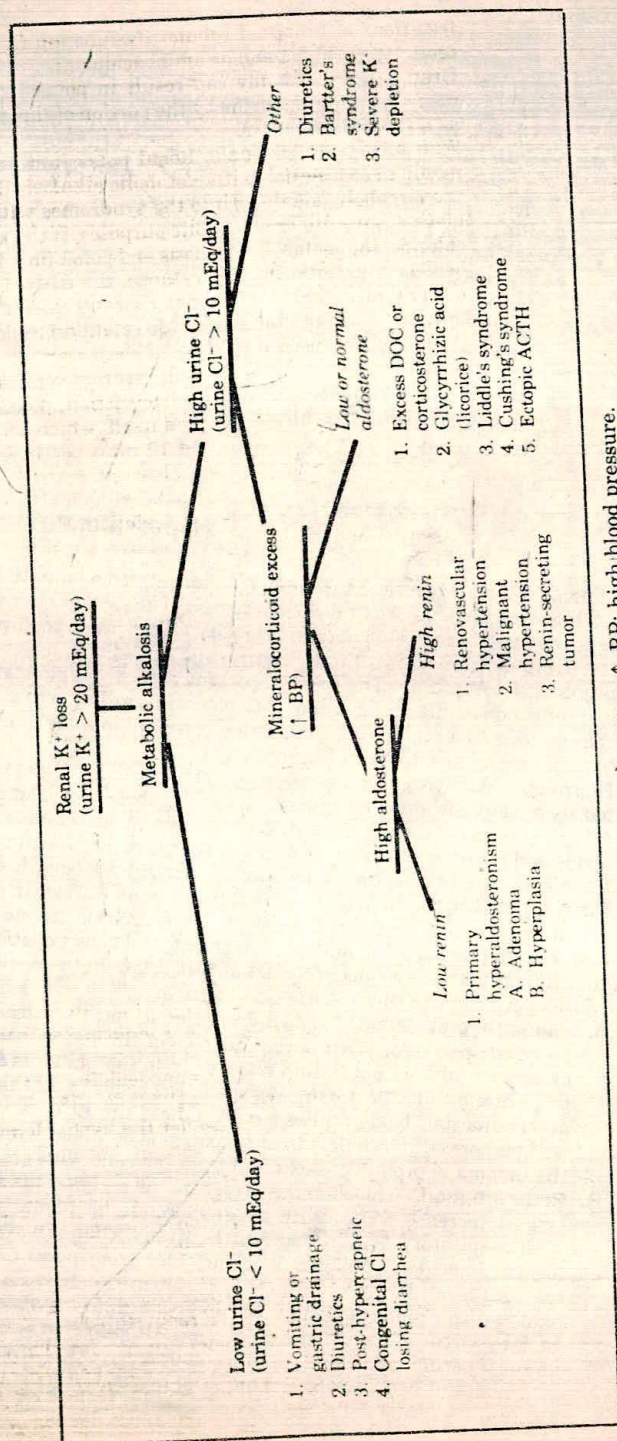 Renal K⁺ loss
(urine K⁺ > 20 mEq/day)
Metabolic alkalosis
Low urine Cl⁻
(urine Cl⁻ < 10 mEq/day)
1. Vomiting or
gastric drainage
2. Diuretics
3. Post-hypercapneic
4. Congenital Cl
losing diarrhea
High urine Cl⁻
(urine Cl⁻ > 10 mEq/day)
Mineralocorticoid excess
(↑ BP)
Other
1. Diuretics
2. Bartter's
syndrome
3. Severe K⁺
depletion
High aldosterone
Low or normal
aldosterone
1. Excess DOC or
corticosterone
2. Glycyrrhizic acid
(licorice)
3. Liddle's syndrome
4. Cushing's syndrome
5. Ectopic ACTH
Low renin
1. Primary
hyperaldosteronism
A. Adenoma
B. Hyperplasia
High renin
1. Renovascular
hypertension
2. Malignant
hypertension
3. Renin-secreting
tumor
↑ BP: high blood pressure.